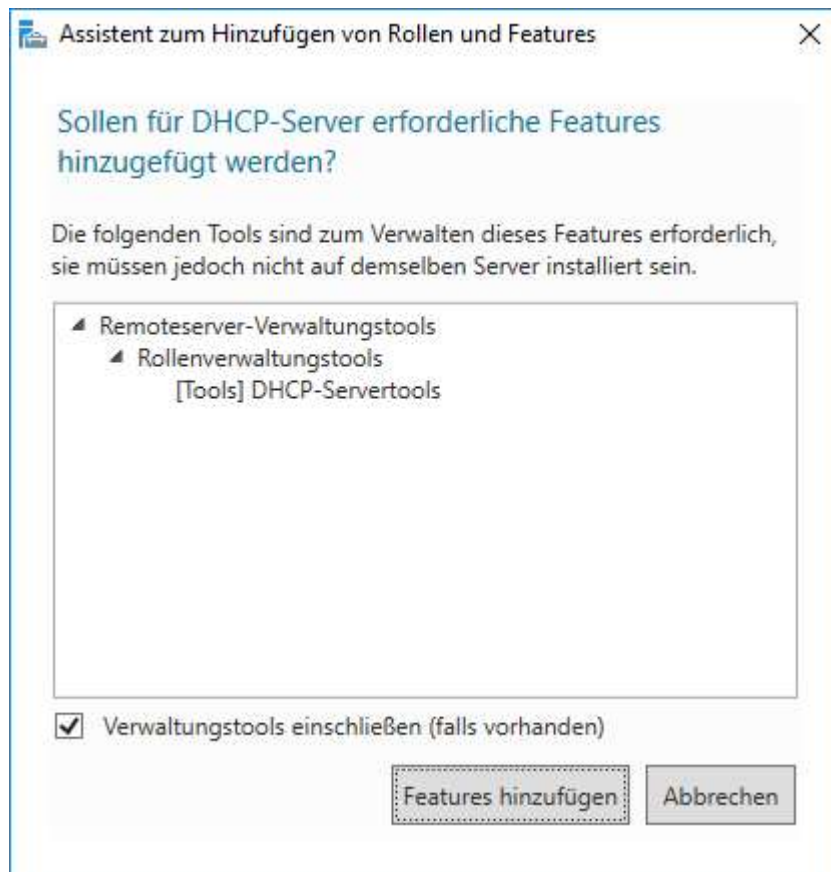 Assistent zum Hinzufügen von Rollen und Features
Sollen für DHCP-Server erforderliche Features
hinzugefügt werden?
Die folgenden Tools sind zum Verwalten dieses Features erforderlich,
sie müssen jedoch nicht auf demselben Server installiert sein.
Remoteserver-Verwaltungstools
Rollenverwaltungstools
[Tools] DHCP-Servertools
Verwaltungstools einschließen (falls vorhanden)
Features hinzufügen
Abbrechen